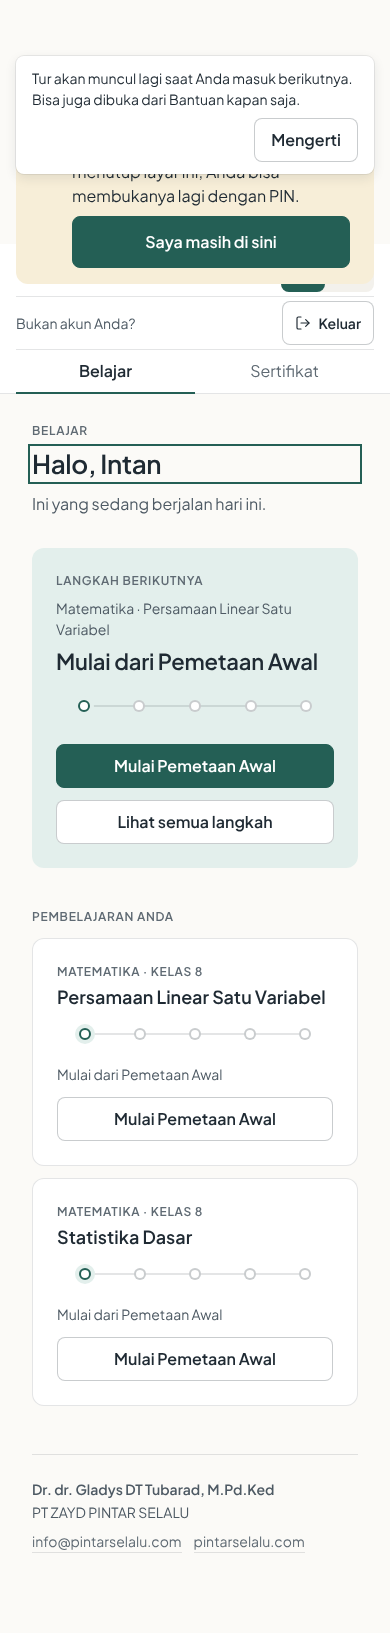 Tur akan muncul lagi saat Anda masuk berikutnya.
Bisa juga dibuka dari Bantuan kapan saja.
Mengerti
menutup layar ini, Anda bisa
membukanya lagi dengan PIN.
Saya masih di sini
Bukan akun Anda?
Keluar
Belajar
Sertifikat
BELAJAR
Halo, Intan
Ini yang sedang berjalan hari ini.
LANGKAH BERIKUTNYA
Matematika · Persamaan Linear Satu
Variabel
Mulai dari Pemetaan Awal
Mulai Pemetaan Awal
Lihat semua langkah
PEMBELAJARAN ANDA
MATEMATIKA · KELAS 8
Persamaan Linear Satu Variabel
Mulai dari Pemetaan Awal
Mulai Pemetaan Awal
MATEMATIKA · KELAS 8
Statistika Dasar
Mulai dari Pemetaan Awal
Mulai Pemetaan Awal
Dr. dr. Gladys DT Tubarad, M.Pd.Ked
PT ZAYD PINTAR SELALU
info@pintarselalu.com pintarselalu.com